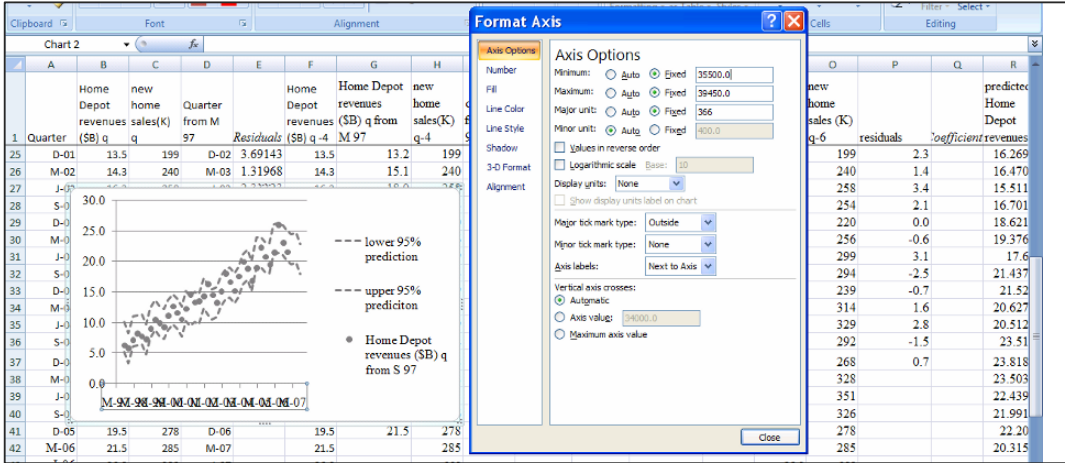 Clipboard Font Alignment Cells Editing
Filter Select
Chart 2 fx
A B C D E F G H O P Q R
1 Quarter
Home Depot revenues ($B) q
new home sales(K) q
Quarter from M 97
Residuals
Home Depot revenues ($B) q -4
Home Depot revenues ($B) q from M 97
new home sales(K) q-4
new home sales (K) q-6
residuals
Coefficient
predicted Home Depot revenues
25 D-01 13.5 199 D-02 3.69143 13.5 13.2 199 199 2.3 16.269
26 M-02 14.3 240 M-03 1.31968 14.3 15.1 240 240 1.4 16.470
27 258 3.4 15.511
28 254 2.1 16.701
29 220 0.0 18.621
30 256 -0.6 19.376
31 299 3.1 17.6
32 294 -2.5 21.437
33 239 -0.7 21.52
34 314 1.6 20.627
35 329 2.8 20.512
36 292 -1.5 23.51
37 268 0.7 23.818
38 328 23.503
39 351 22.439
40 326 21.991
41 D-05 19.5 278 D-06 19.5 21.5 278 278 22.20
42 M-06 21.5 285 M-07 21.5 285 285 20.315
30.0
25.0
20.0
15.0
10.0
5.0
0.0
lower 95% prediction
upper 95% prediciton
Home Depot revenues ($B) q from S 97
Format Axis
Axis Options
Number
Fill
Line Color
Line Style
Shadow
3-D Format
Alignment
Axis Options
Minimum: Auto Fixed 35500.0
Maximum: Auto Fixed 39450.0
Major unit: Auto Fixed 366
Minor unit: Auto Fixed 400.0
Values in reverse order
Logarithmic scale Base: 10
Display units: None
Show display units label on chart
Major tick mark type: Outside
Minor tick mark type: None
Axis labels: Next to Axis
Vertical axis crosses:
Automatic
Axis value: 34000.0
Maximum axis value
Close